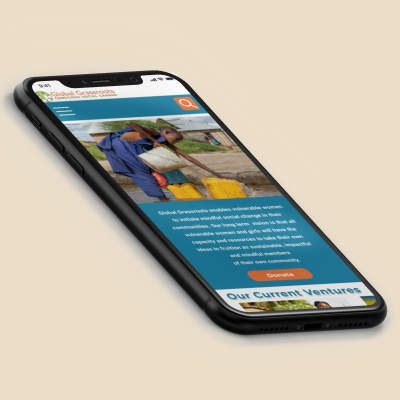 9:41
Global Grassroots
Global Grassroots enables vulnerable women
to initiate mindful social change in their
communities. Our long term vision is that all
vulnerable women and girls will have the
capacity and resources to take their own
ideas to fruition as sustainable, impactful
and mindful members
of their own community.
Donate
Our Current Ventures